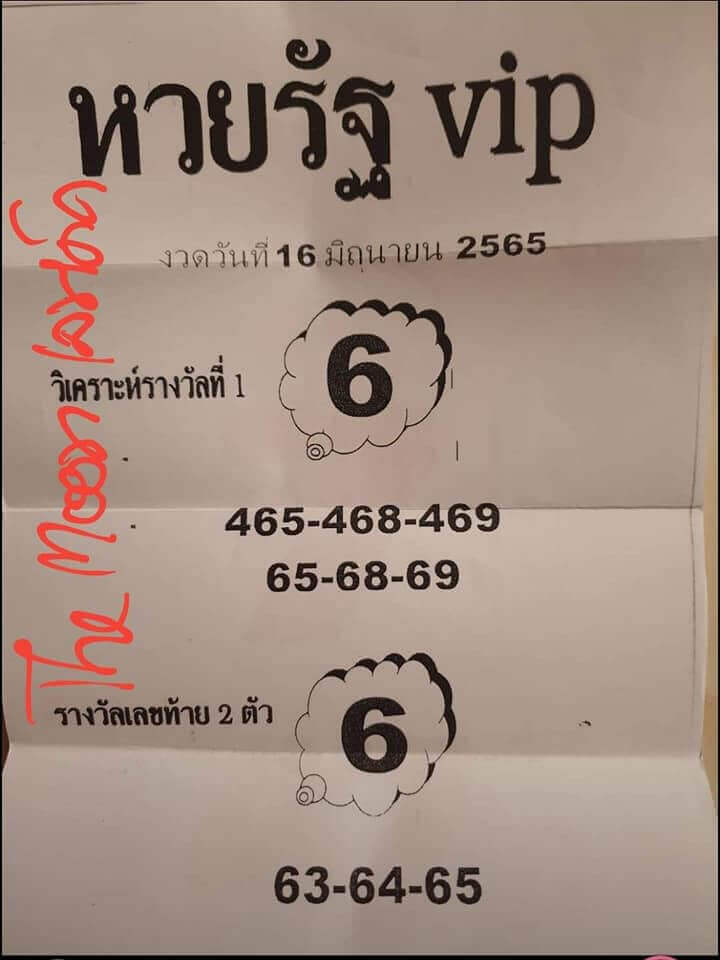 หวยรัฐ vip
งวดวันที่ 16 มิถุนายน 2565
วิเคราะห์รางวัลที่ 1
6
465-468-469
65-68-69
รางวัลเลขท้าย 2 ตัว
6
63-64-65